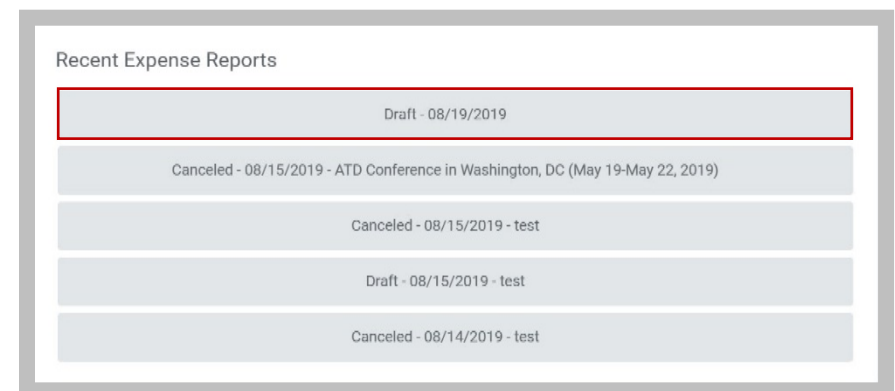 Recent Expense Reports
Draft - 08/19/2019
Canceled - 08/15/2019 - ATD Conference in Washington, DC (May 19-May 22, 2019)
Canceled - 08/15/2019 - test
Draft - 08/15/2019 - test
Canceled - 08/14/2019 - test